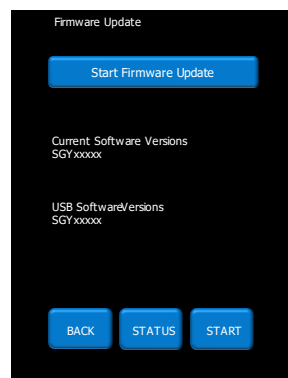 Firmware Update
Start Firmware Update
Current Software Versions
SGYxxxxx
USB SoftwareVersions
SGYxxxxx
BACK STATUS START